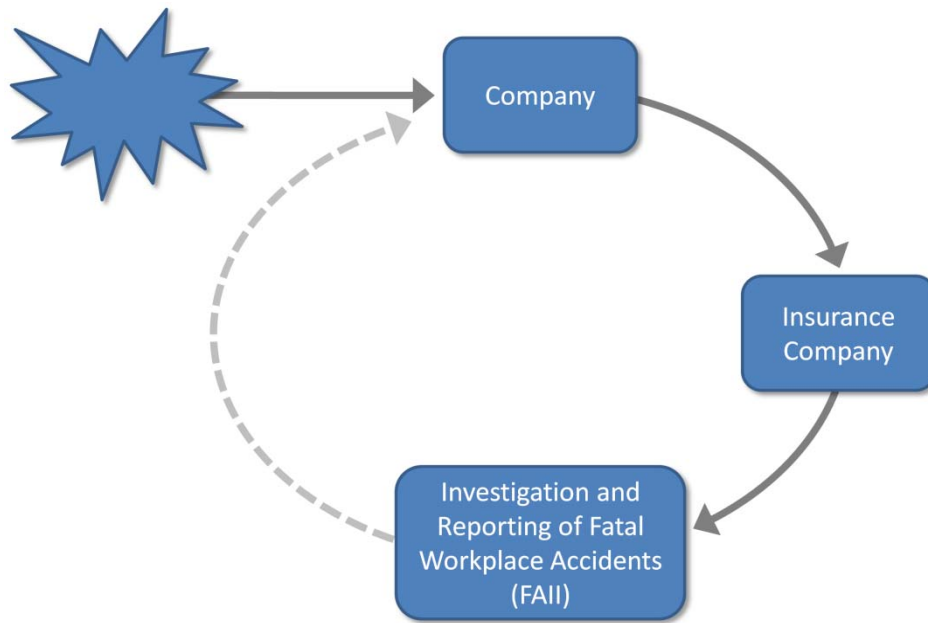 Company
Insurance
Company
Investigation and
Reporting of Fatal
Workplace Accidents
(FAII)